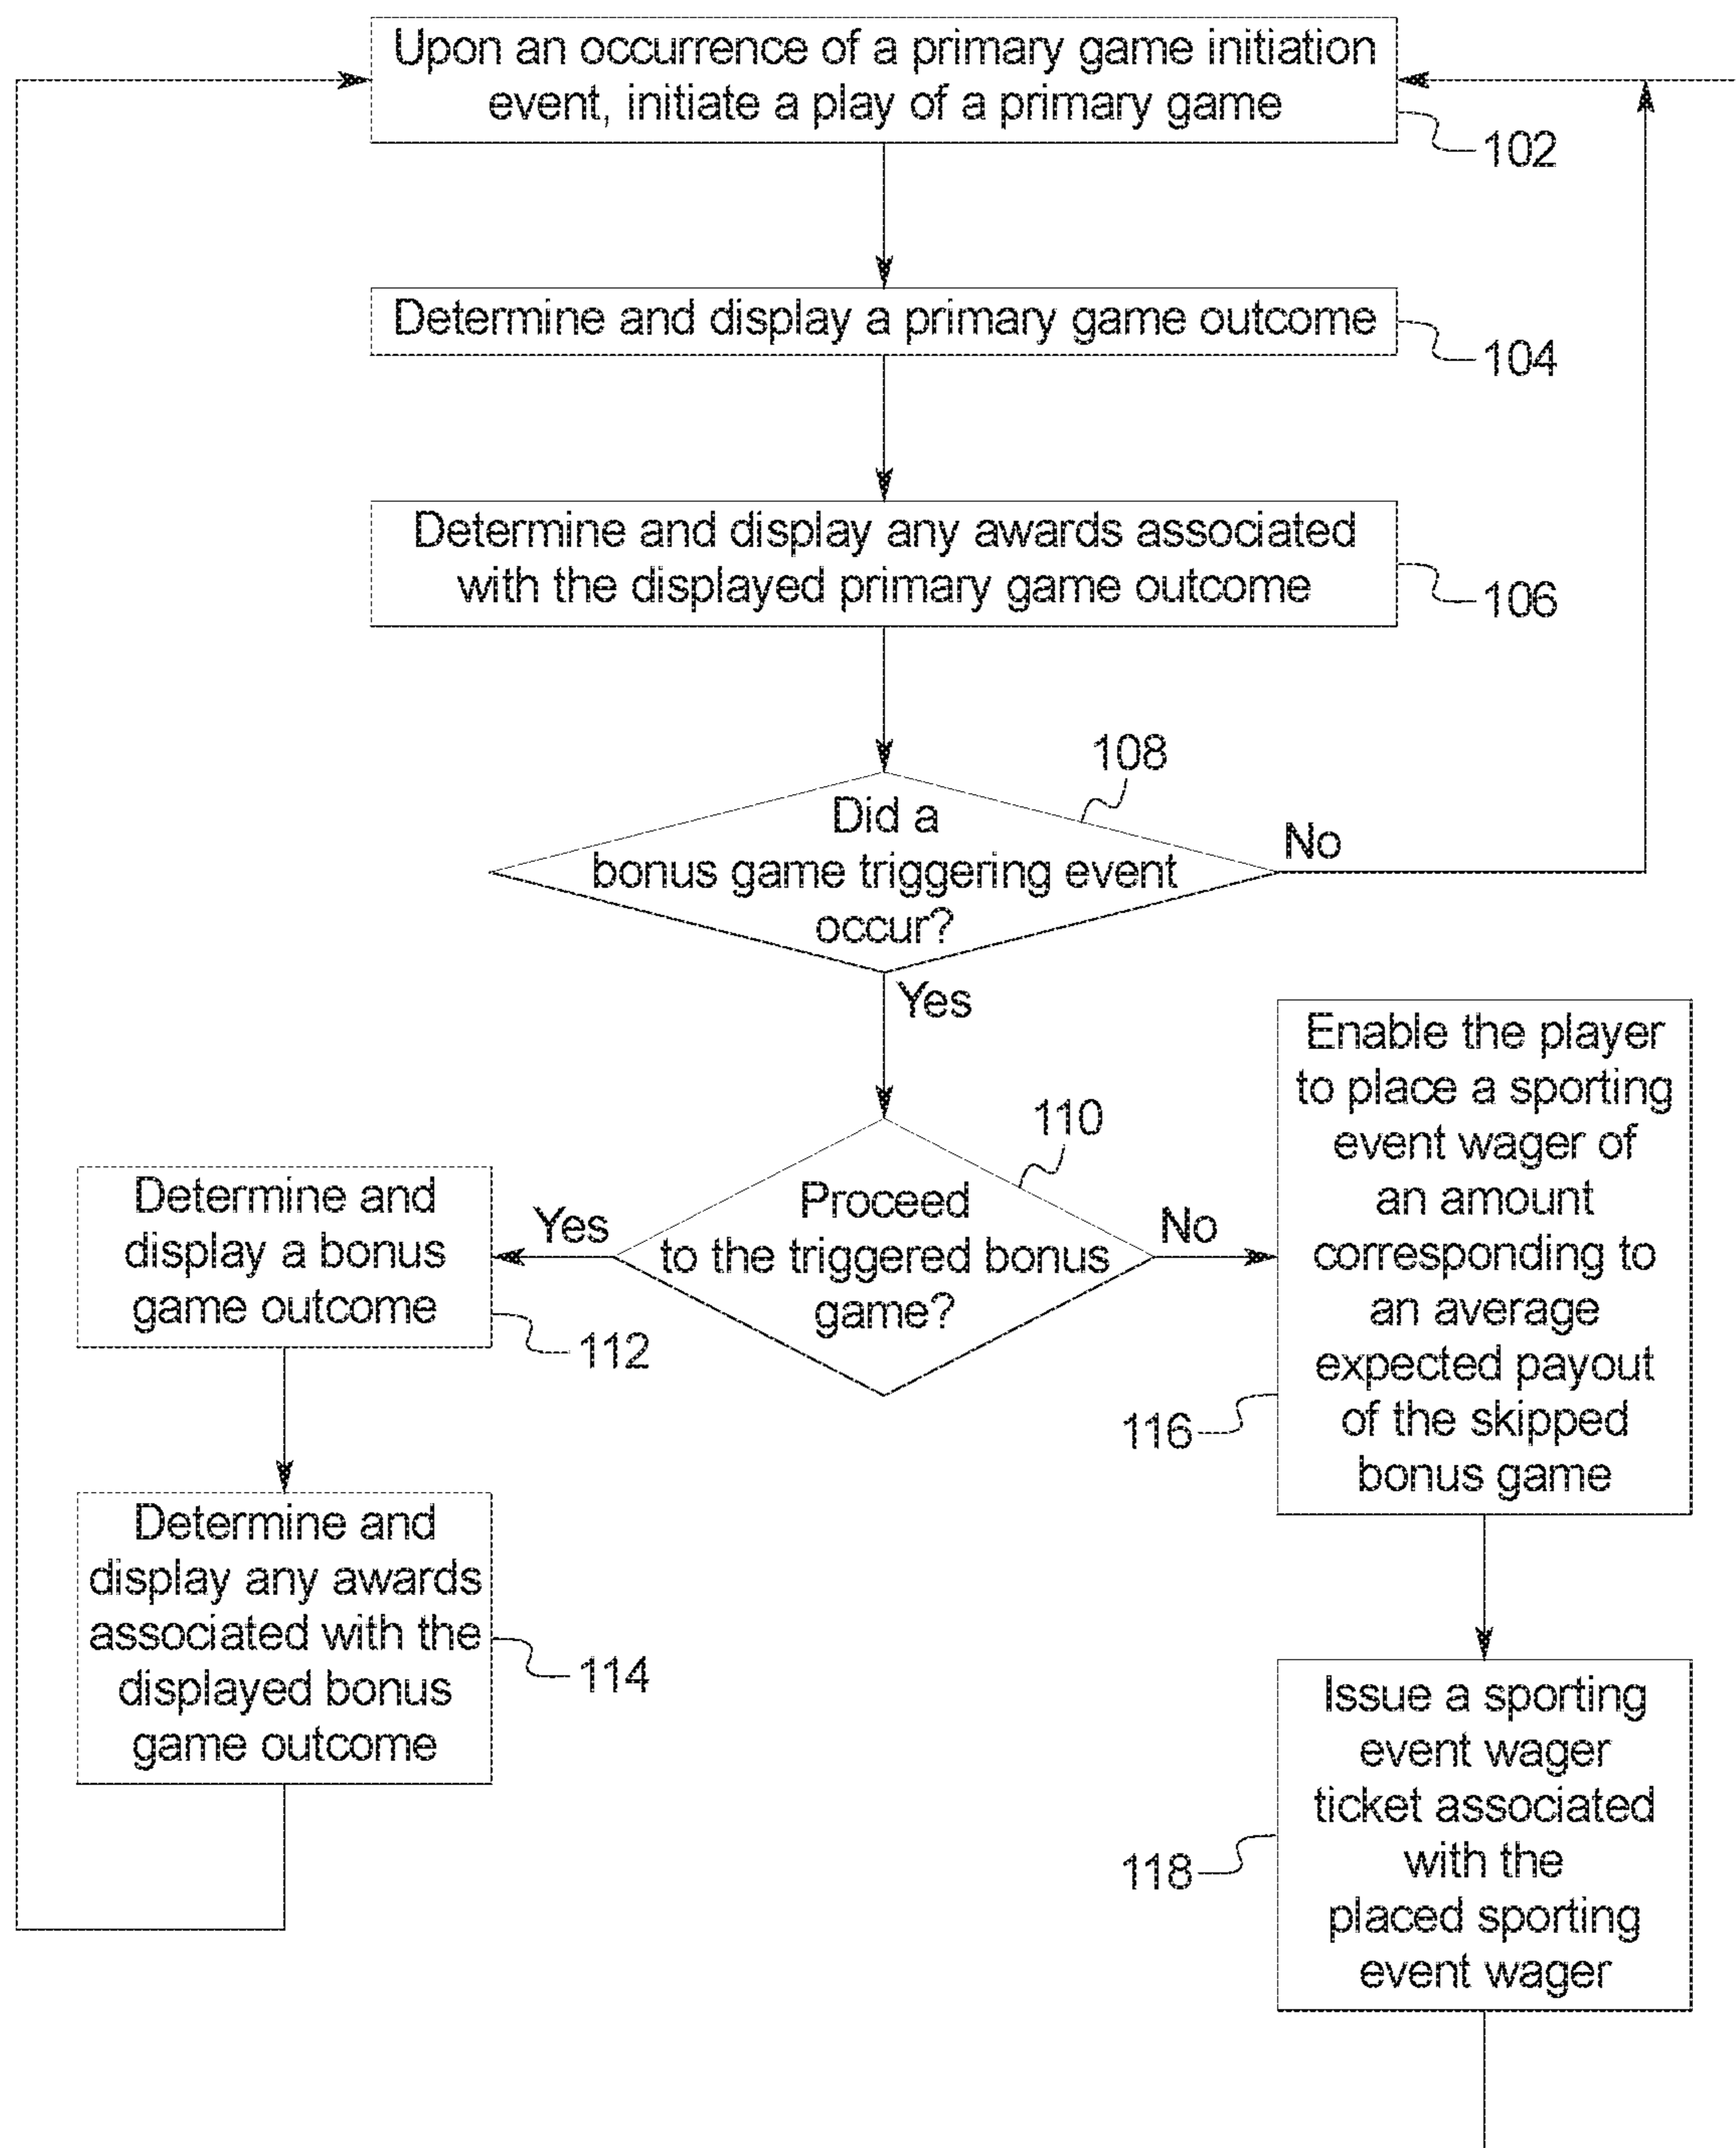 Upon an occurrence of a primary game initiation
event, initiate a play of a primary game
102
Determine and display a primary game outcome
104
Determine and display any awards associated
with the displayed primary game outcome
106
108
Did a
bonus game triggering event
occur?
No
Yes
110
Proceed
to the triggered bonus
game?
Yes
No
Determine and
display a bonus
game outcome
112
Determine and
display any awards
associated with the
displayed bonus
game outcome
114
Enable the player
to place a sporting
event wager of
an amount
corresponding to
an average
expected payout
of the skipped
bonus game
116
Issue a sporting
event wager
ticket associated
with the
placed sporting
event wager
118